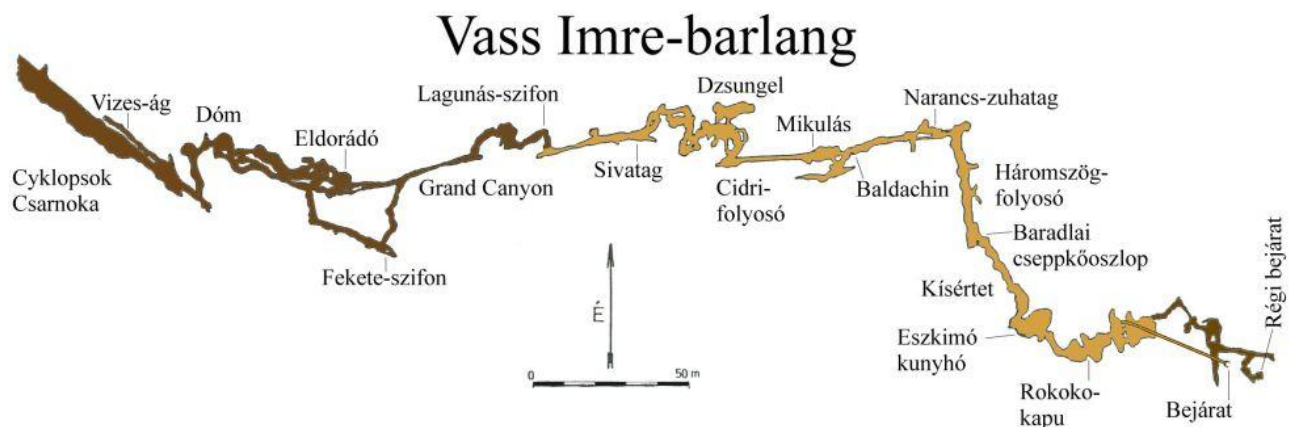 Vass Imre-barlang
Vizes-ág
Dóm
Eldorádó
Lagunás-szifon
Dzsungel
Mikulás
Narancs-zuhatag
Cyklopsok
Csarnoka
Fekete-szifon
Grand Canyon
Sivatag
Cidri-
folyosó
Baldachin
Háromszög-
folyosó
Baradlai
cseppkőoszlop
Kísértet
Eszkimó
kunyhó
Rokoko-
kapu
Bejárat
Régi bejárat
É
0
50 m